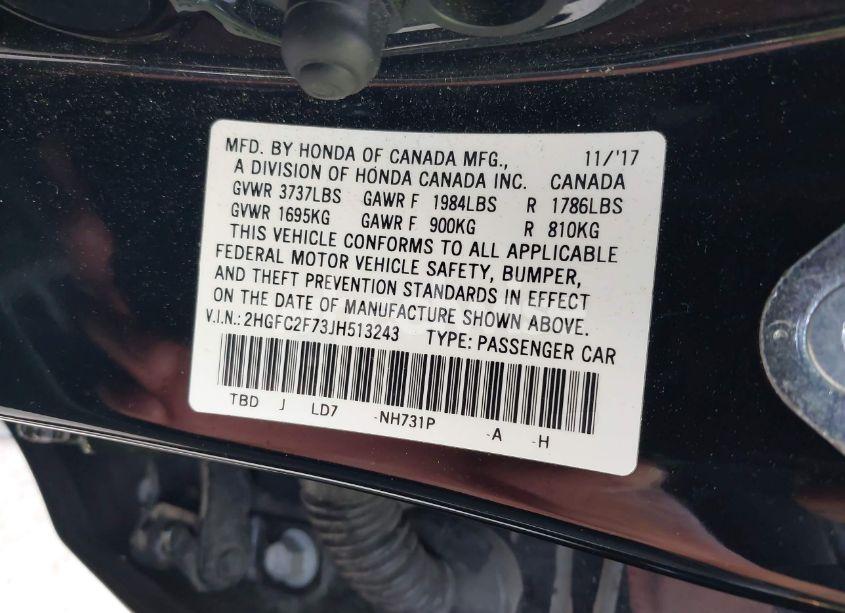 MFD. BY HONDA OF CANADA MFG., 11/'17
A DIVISION OF HONDA CANADA INC. CANADA
GVWR 3737LBS GAWR F 1984LBS R 1786LBS
GVWR 1695KG GAWR F 900KG R 810KG
THIS VEHICLE CONFORMS TO ALL APPLICABLE
FEDERAL MOTOR VEHICLE SAFETY, BUMPER,
AND THEFT PREVENTION STANDARDS IN EFFECT
ON THE DATE OF MANUFACTURE SHOWN ABOVE.
V.I.N.: 2HGFC2F73JH513243 TYPE: PASSENGER CAR
TBD J LD7 -NH731P -A -H